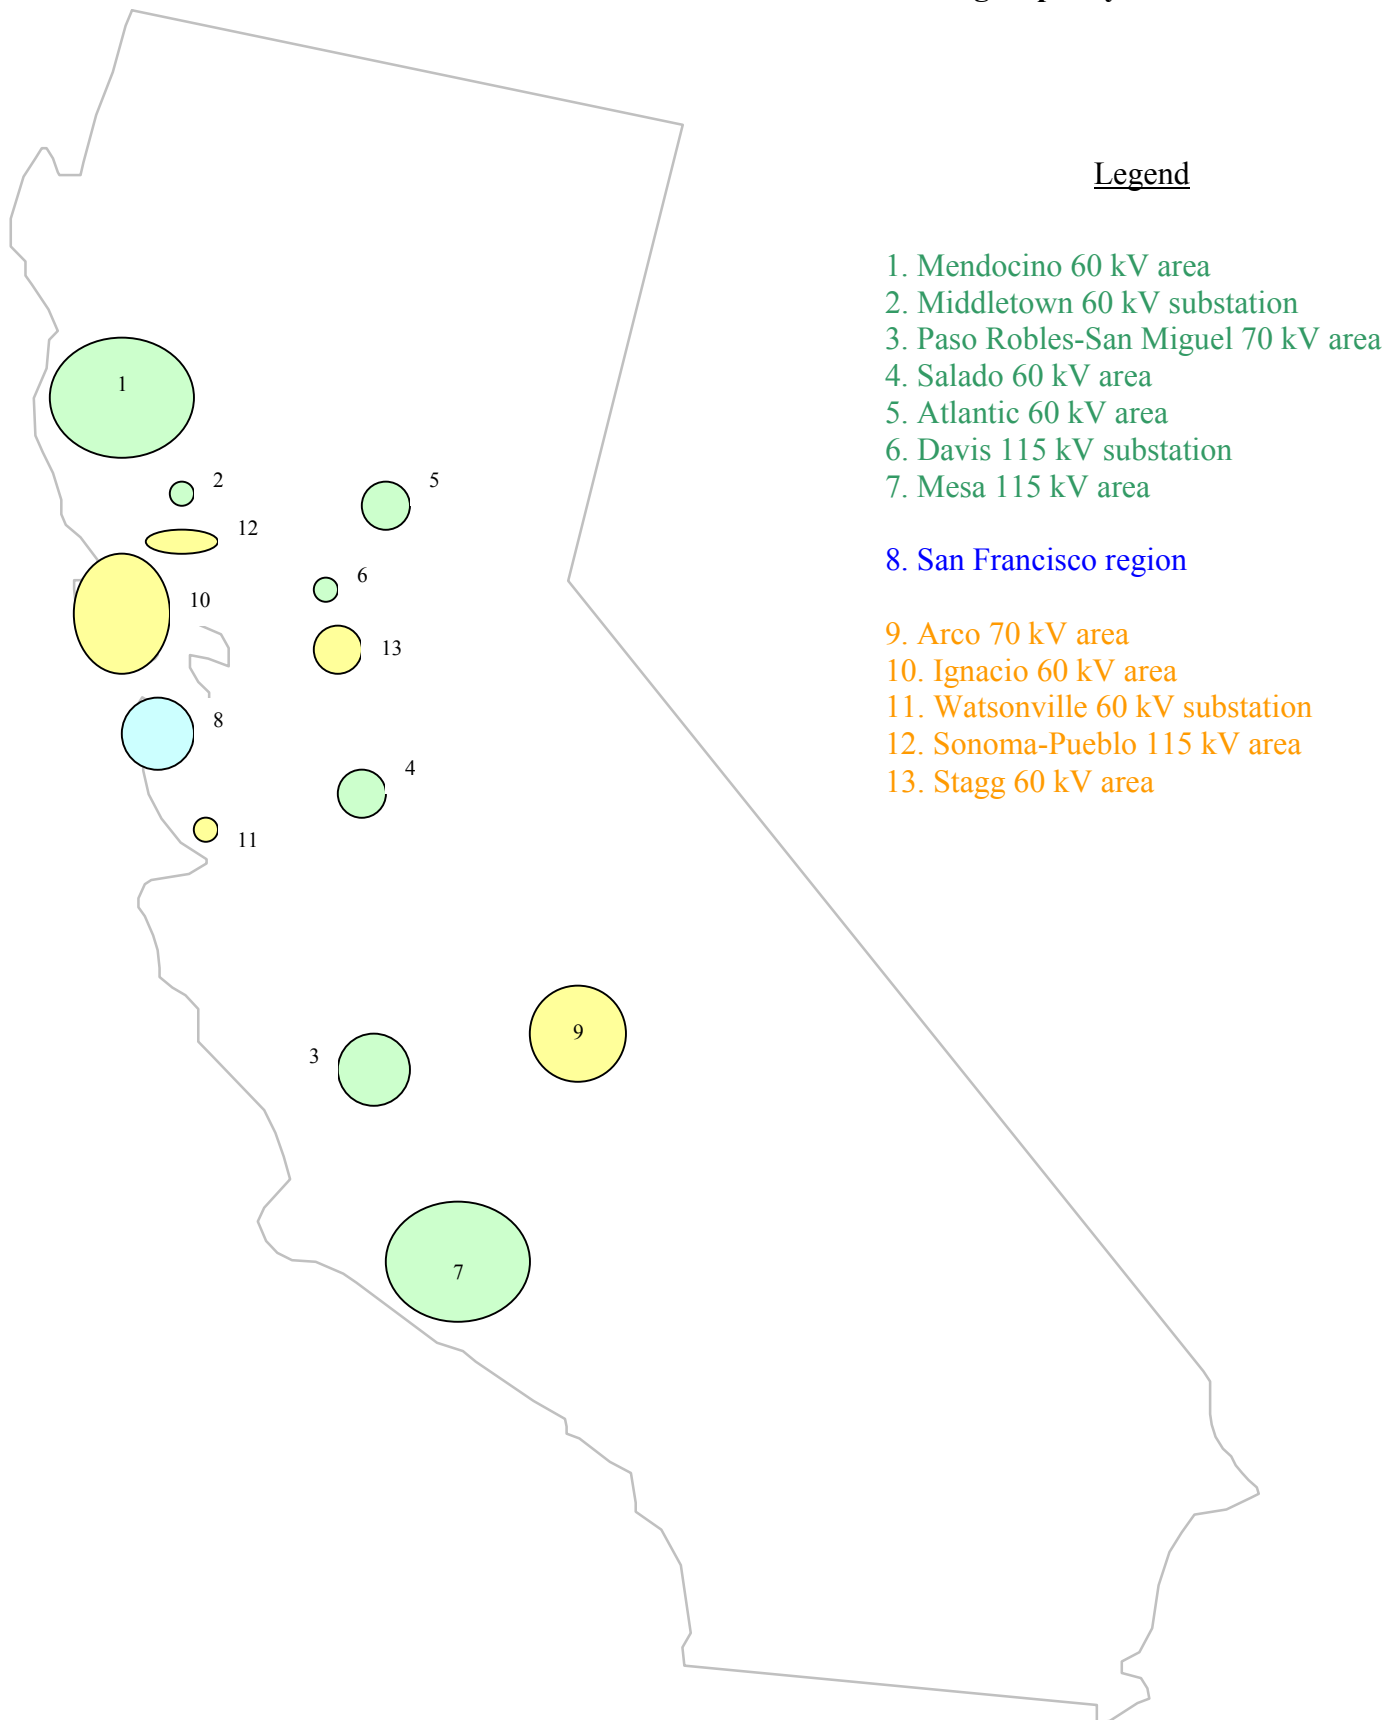 Legend
1. Mendocino 60 kV area
2. Middletown 60 kV substation
3. Paso Robles-San Miguel 70 kV area
4. Salado 60 kV area
5. Atlantic 60 kV area
6. Davis 115 kV substation
7. Mesa 115 kV area
8. San Francisco region
9. Arco 70 kV area
10. Ignacio 60 kV area
11. Watsonville 60 kV substation
12. Sonoma-Pueblo 115 kV area
13. Stagg 60 kV area
1
2
5
12
6
10
13
8
4
11
9
3
7